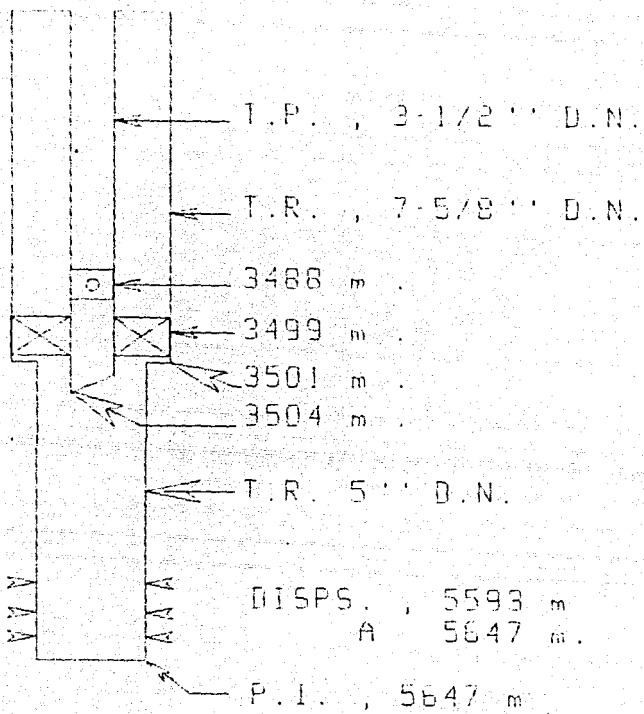 T.P. , 3-1/2'' D.N.
T.R. , 7-5/8'' D.N.
3488 m .
3499 m .
3501 m .
3504 m .
T.R. 5'' D.N.
DISPS. , 5593 m
A 5647 m.
P.I. , 5647 m